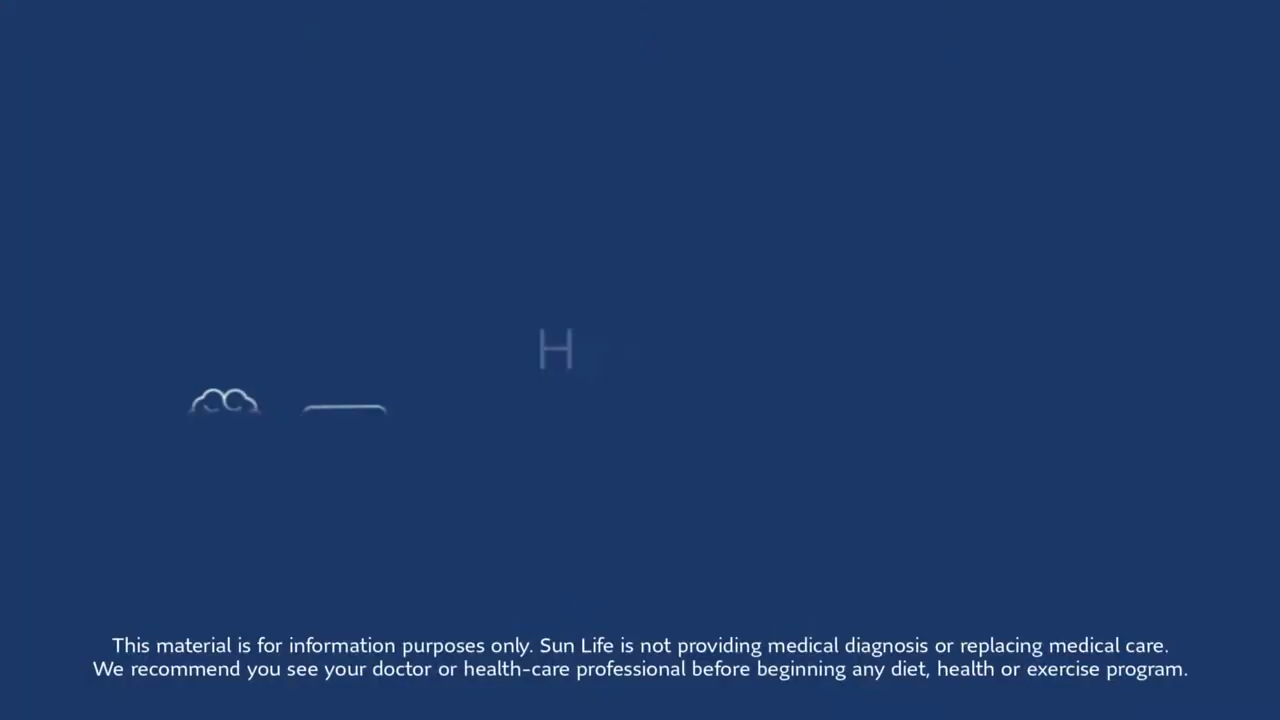 H
This material is for information purposes only. Sun Life is not providing medical diagnosis or replacing medical care.
We recommend you see your doctor or health-care professional before beginning any diet, health or exercise program.